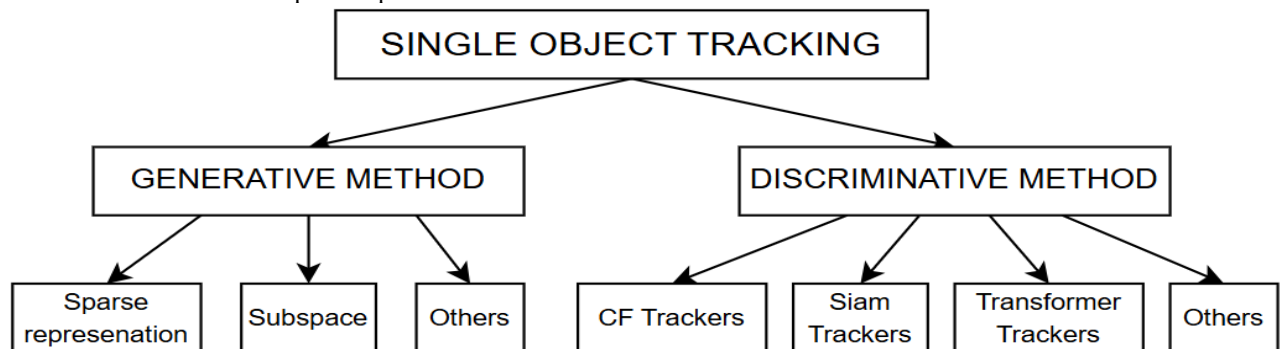 SINGLE OBJECT TRACKING
GENERATIVE METHOD
DISCRIMINATIVE METHOD
Sparse
represenation
Subspace
Others
CF Trackers
Siam
Trackers
Transformer
Trackers
Others